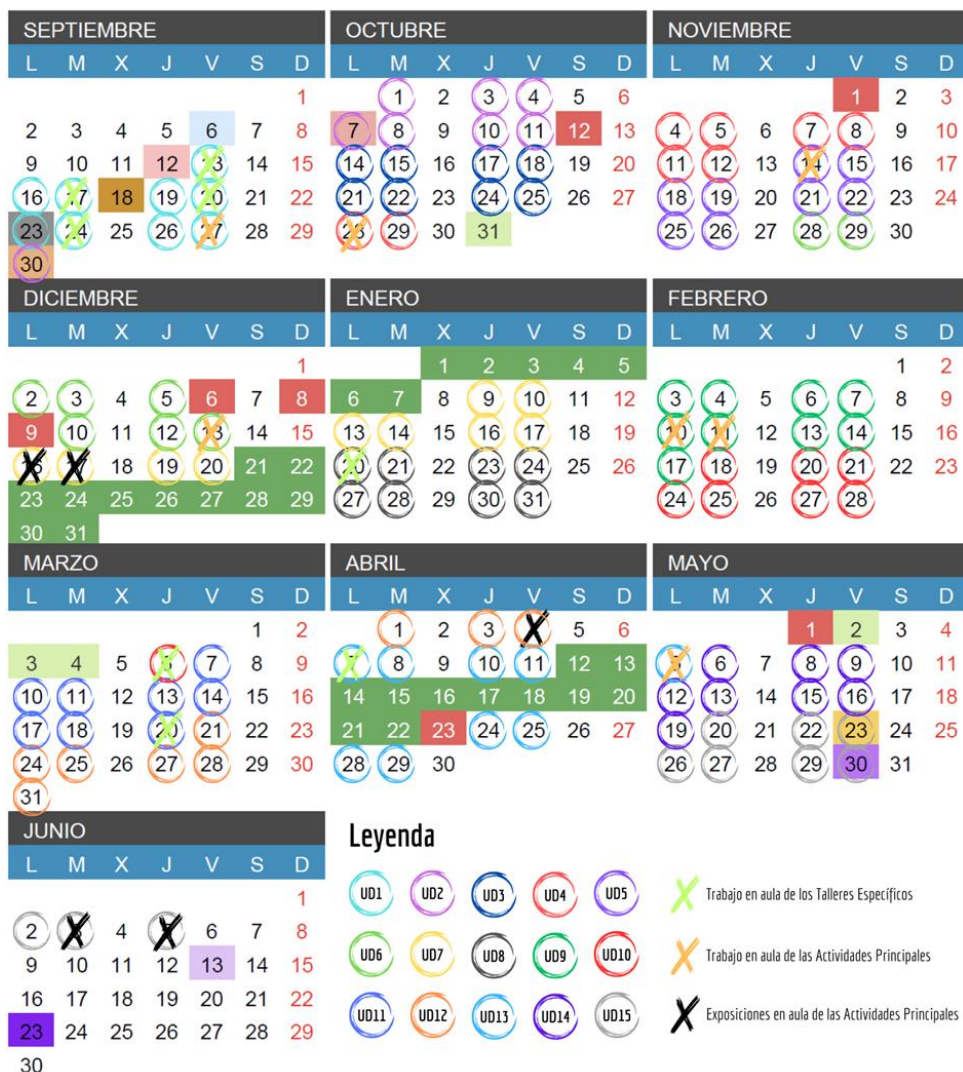 SEPTIEMBRE
L M X J V S D
1
2 3 4 5 6 7 8
9 10 11 12 13 14 15
16 17 18 19 20 21 22
23 24 25 26 27 28 29
30
OCTUBRE
L M X J V S D
1 2 3 4 5 6
7 8 9 10 11 12 13
14 15 16 17 18 19 20
21 22 23 24 25 26 27
28 29 30 31
NOVIEMBRE
L M X J V S D
1 2 3
4 5 6 7 8 9 10
11 12 13 14 15 16 17
18 19 20 21 22 23 24
25 26 27 28 29 30
DICIEMBRE
L M X J V S D
1
2 3 4 5 6 7 8
9 10 11 12 13 14 15
18 19 20 21 22
23 24 25 26 27 28 29
30 31
ENERO
L M X J V S D
1 2 3 4 5
6 7 8 9 10 11 12
13 14 15 16 17 18 19
20 21 22 23 24 25 26
27 28 29 30 31
FEBRERO
L M X J V S D
1 2
3 4 5 6 7 8 9
10 11 12 13 14 15 16
17 18 19 20 21 22 23
24 25 26 27 28
MARZO
L M X J V S D
1 2
3 4 5 7 8 9
10 11 12 13 14 15 16
17 18 19 20 21 22 23
24 25 26 27 28 29 30
31
ABRIL
L M X J V S D
1 2 3 5 6
8 9 10 11 12 13
14 15 16 17 18 19 20
21 22 23 24 25 26 27
28 29 30
MAYO
L M X J V S D
1 2 3 4
6 7 8 9 10 11
12 13 14 15 16 17 18
19 20 21 22 23 24 25
26 27 28 29 30 31
JUNIO
L M X J V S D
1
2 4 6 7 8
9 10 11 12 13 14 15
16 17 18 19 20 21 22
23 24 25 26 27 28 29
30
Leyenda
UD1 UD2 UD3 UD4 UD5
Trabajo en aula de los Talleres Específicos
UD6 UD7 UD8 UD9 UD10
Trabajo en aula de las Actividades Principales
UD11 UD12 UD13 UD14 UD15
Exposiciones en aula de las Actividades Principales